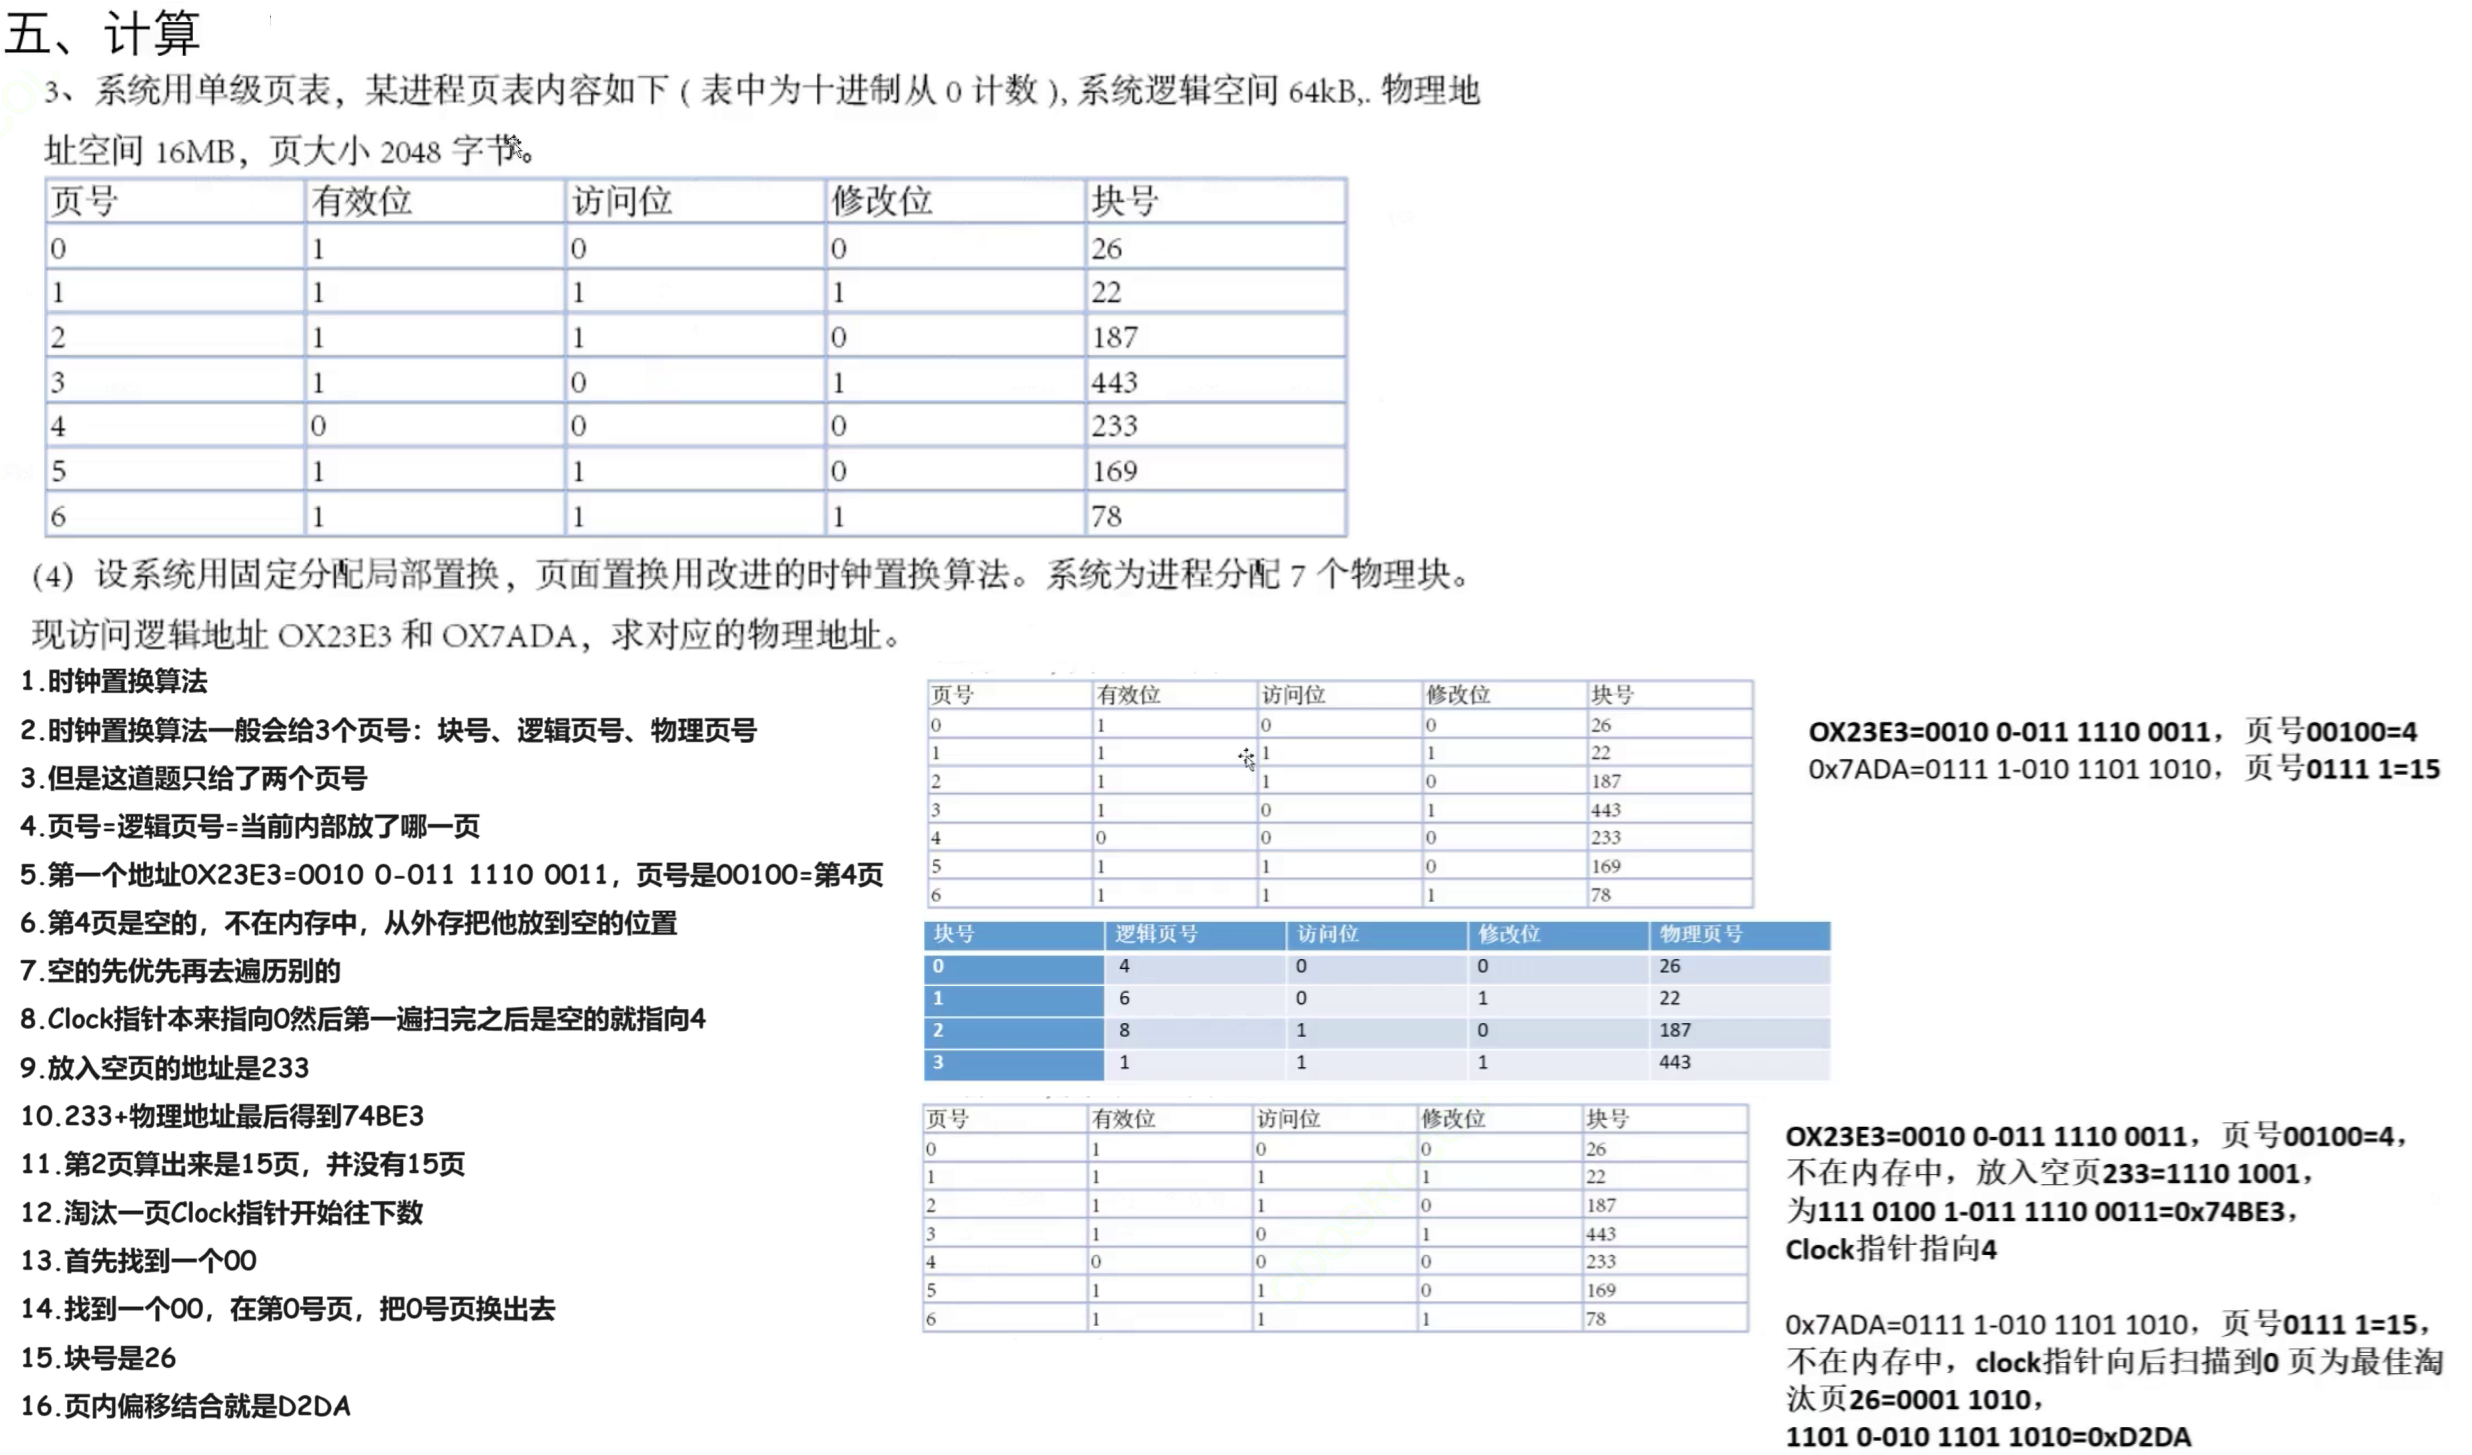 五、计算
3、系统用单级页表，某进程页表内容如下 ( 表中为十进制从 0 计数 ), 系统逻辑空间 64kB,. 物理地
址空间 16MB，页大小 2048 字节。
页号 有效位 访问位 修改位 块号
0 1 0 0 26
1 1 1 1 22
2 1 1 0 187
3 1 0 1 443
4 0 0 0 233
5 1 1 0 169
6 1 1 1 78
(4) 设系统用固定分配局部置换，页面置换用改进的时钟置换算法。系统为进程分配 7 个物理块。
现访问逻辑地址 OX23E3 和 OX7ADA，求对应的物理地址。
1.时钟置换算法
2.时钟置换算法一般会给3个页号：块号、逻辑页号、物理页号
3.但是这道题只给了两个页号
4.页号=逻辑页号=当前内部放了哪一页
5.第一个地址0X23E3=0010 0-011 1110 0011，页号是00100=第4页
6.第4页是空的，不在内存中，从外存把他放到空的位置
7.空的先优先再去遍历别的
8.Clock指针本来指向0然后第一遍扫完之后是空的就指向4
9.放入空页的地址是233
10.233+物理地址最后得到74BE3
11.第2页算出来是15页，并没有15页
12.淘汰一页Clock指针开始往下数
13.首先找到一个00
14.找到一个00，在第0号页，把0号页换出去
15.块号是26
16.页内偏移结合就是D2DA
页号 有效位 访问位 修改位 块号
0 1 0 0 26
1 1 1 1 22
2 1 1 0 187
3 1 0 1 443
4 0 0 0 233
5 1 1 0 169
6 1 1 1 78
块号 逻辑页号 访问位 修改位 物理页号
0 4 0 0 26
1 6 0 1 22
2 8 1 0 187
3 1 1 1 443
页号 有效位 访问位 修改位 块号
0 1 0 0 26
1 1 1 1 22
2 1 1 0 187
3 1 0 1 443
4 0 0 0 233
5 1 1 0 169
6 1 1 1 78
OX23E3=0010 0-011 1110 0011，页号00100=4
0x7ADA=0111 1-010 1101 1010，页号0111 1=15
OX23E3=0010 0-011 1110 0011，页号00100=4，
不在内存中，放入空页233=1110 1001，
为111 0100 1-011 1110 0011=0x74BE3，
Clock指针指向4
0x7ADA=0111 1-010 1101 1010，页号0111 1=15，
不在内存中，clock指针向后扫描到0 页为最佳淘
汰页26=0001 1010，
1101 0-010 1101 1010=0xD2DA